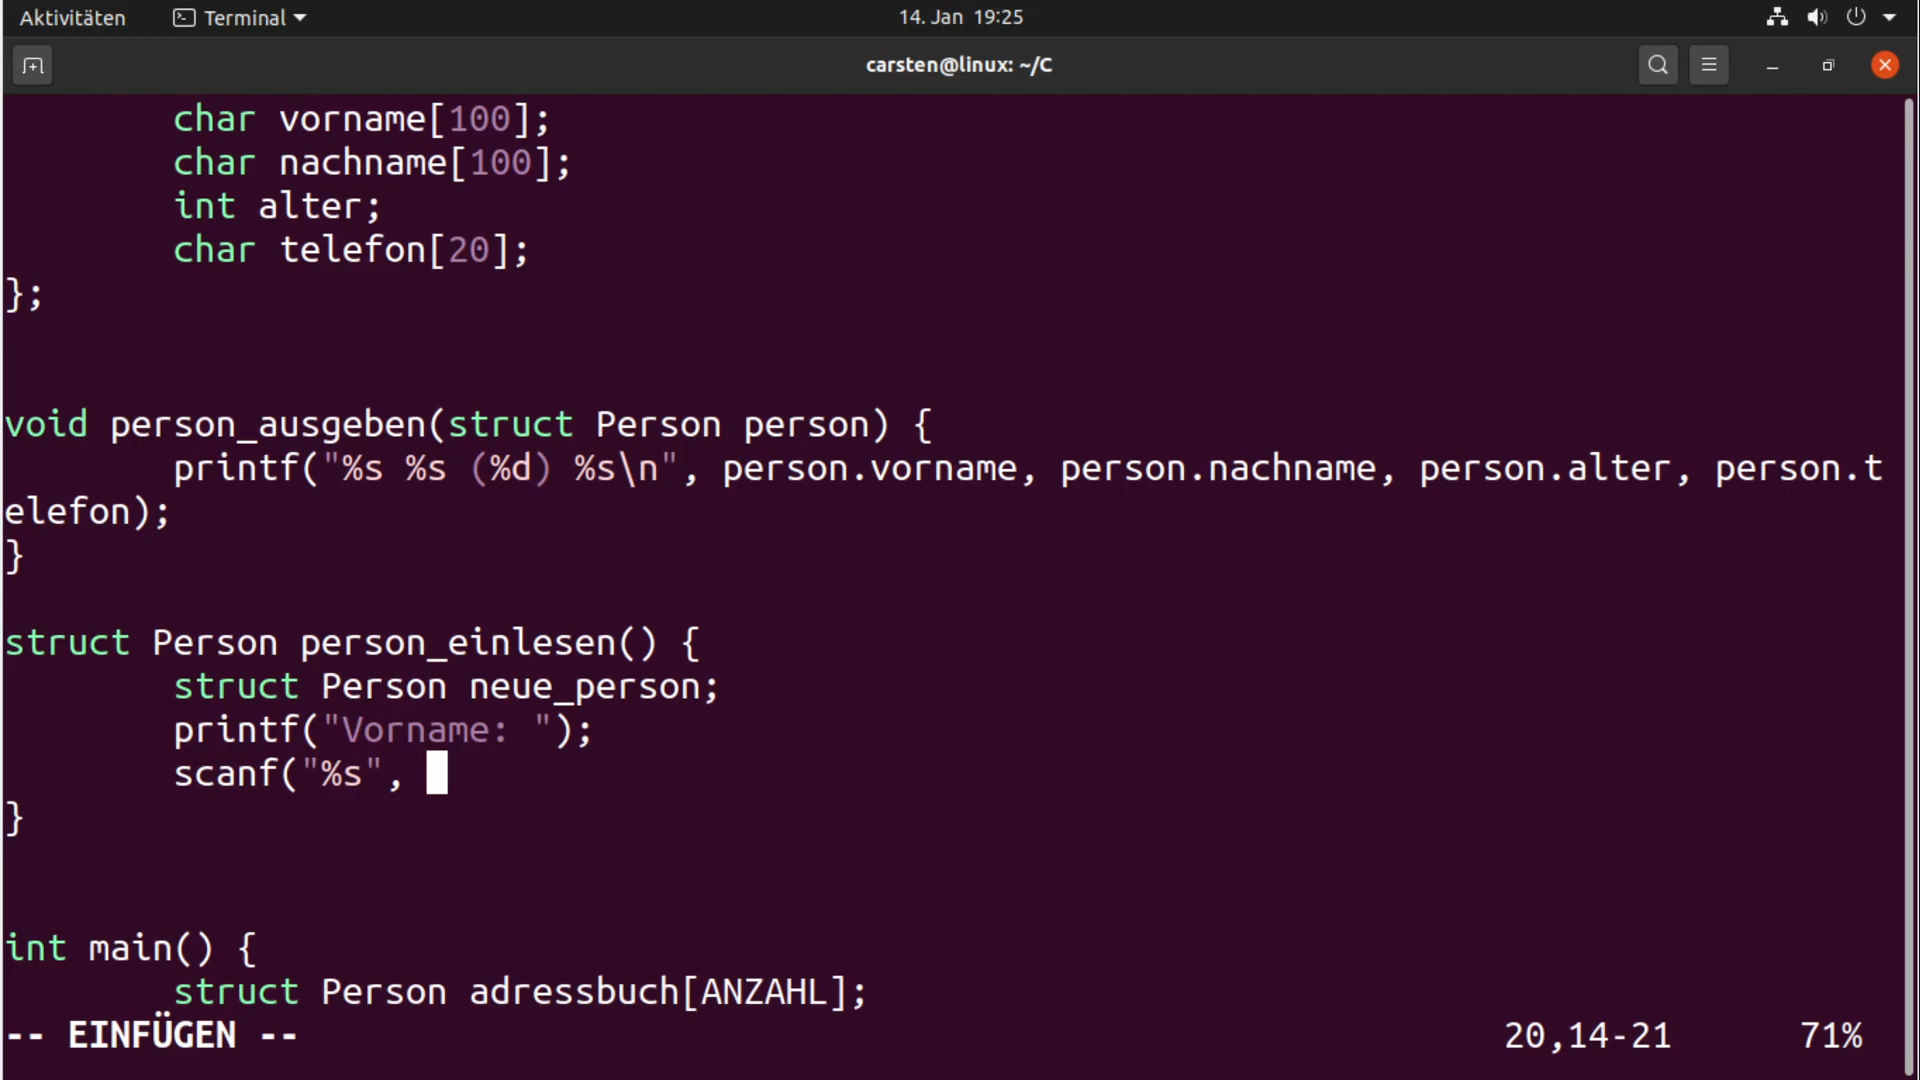 Aktivitäten Terminal 14. Jan 19:25
carsten@linux: ~/C
char vorname[100];
char nachname[100];
int alter;
char telefon[20];
};
void person_ausgeben(struct Person person) {
printf("%s %s (%d) %s\n", person.vorname, person.nachname, person.alter, person.t
elefon);
}
struct Person person_einlesen() {
struct Person neue_person;
printf("Vorname: ");
scanf("%s",
}
int main() {
struct Person adressbuch[ANZAHL];
-- EINFÜGEN -- 20,14-21 71%